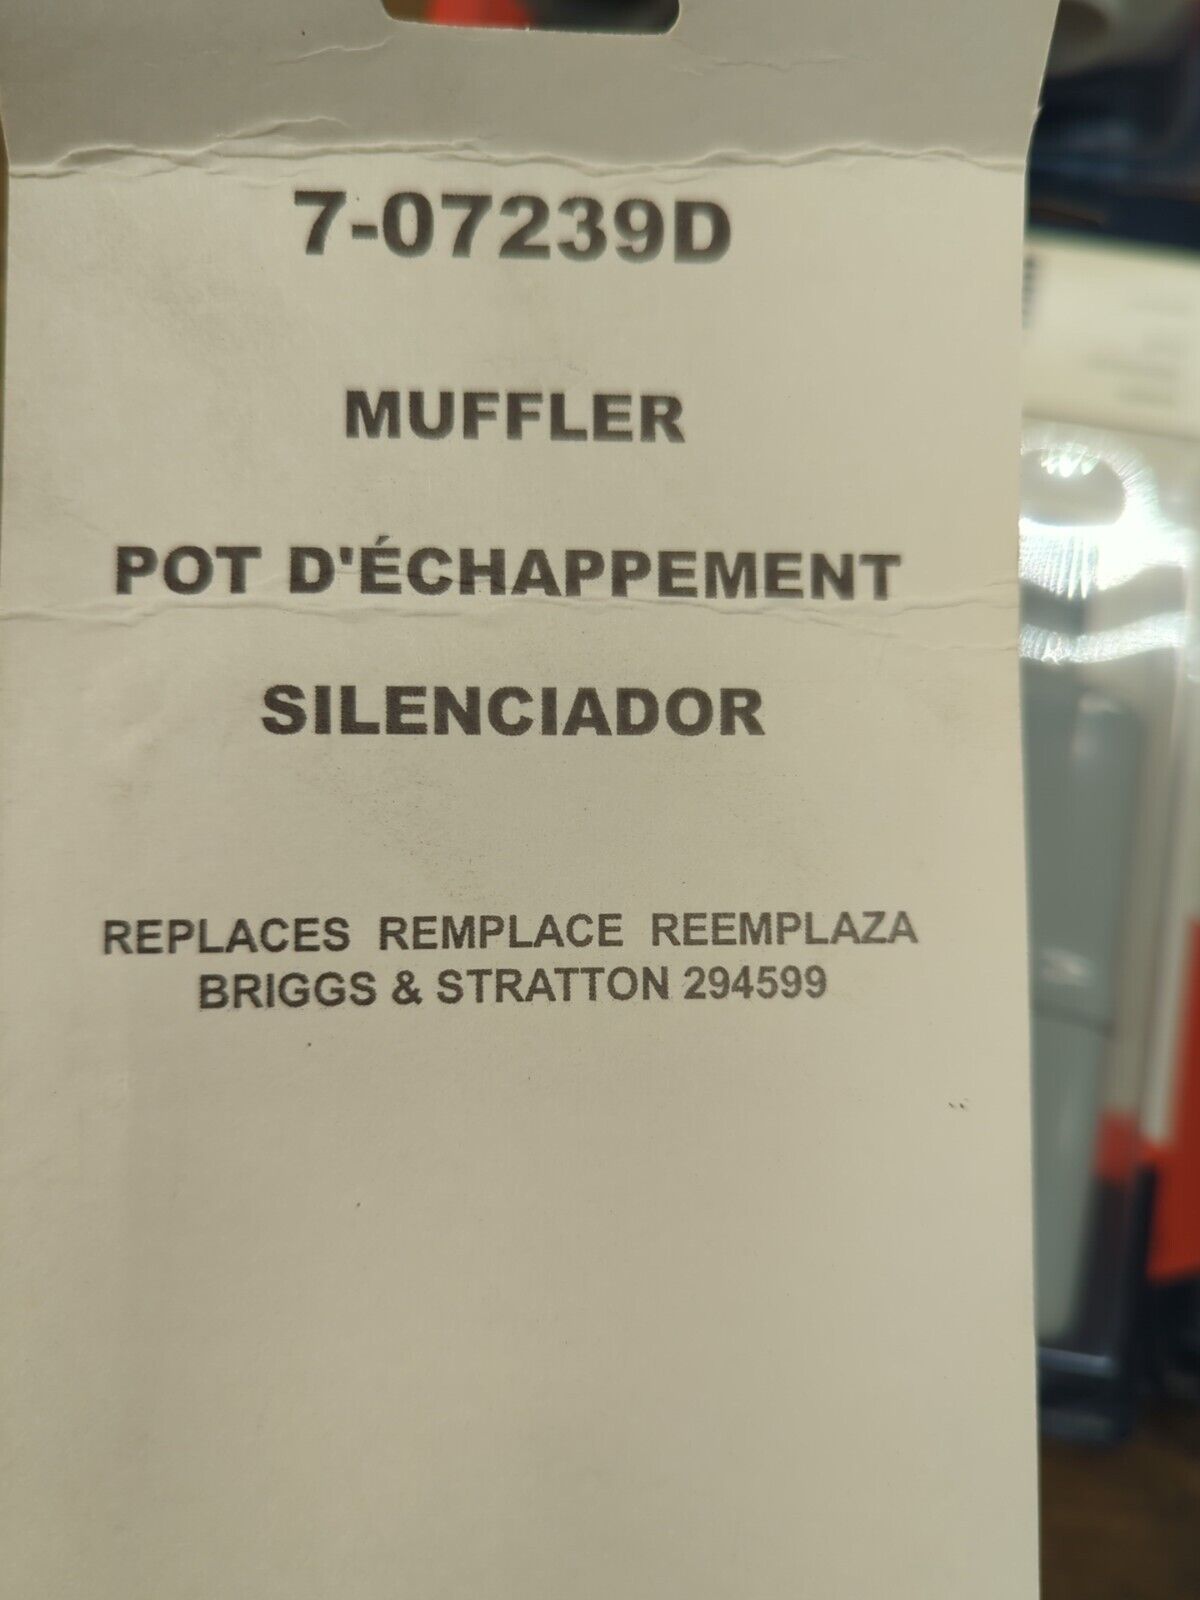 7-07239D
MUFFLER
POT D'ÉCHAPPEMENT
SILENCIADOR
REPLACES REMPLACE REEMPLAZA
BRIGGS & STRATTON 294599